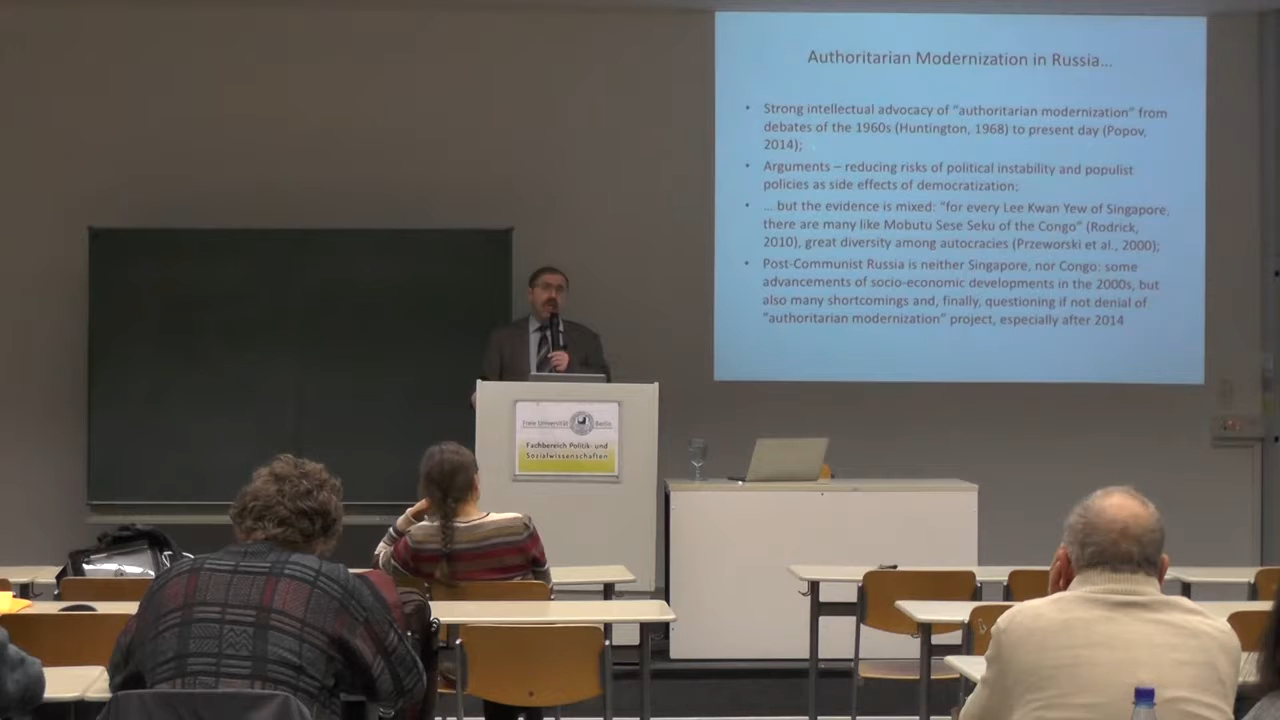 Authoritarian Modernization in Russia...
• Strong intellectual advocacy of "authoritarian modernization" from
debates of the 1960s (Huntington, 1968) to present day (Popov,
2014);
• Arguments – reducing risks of political instability and populist
policies as side effects of democratization;
• ... but the evidence is mixed: "for every Lee Kwan Yew of Singapore,
there are many like Mobutu Sese Seku of the Congo" (Rodrick,
2010), great diversity among autocracies (Przeworski et al., 2000);
• Post-Communist Russia is neither Singapore, nor Congo: some
advancements of socio-economic developments in the 2000s, but
also many shortcomings and, finally, questioning if not denial of
"authoritarian modernization" project, especially after 2014
Freie Universität Berlin
Fachbereich Politik- und
Sozialwissenschaften